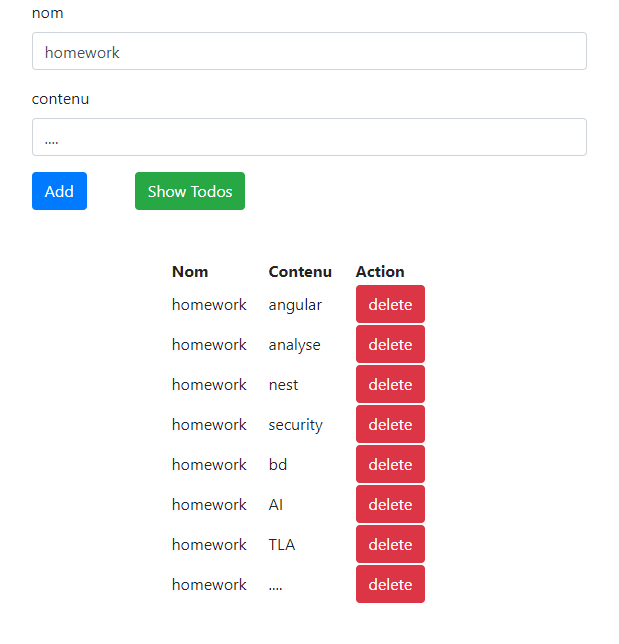 nom
homework
contenu
....
Add Show Todos
Nom Contenu Action
homework angular delete
homework analyse delete
homework nest delete
homework security delete
homework bd delete
homework AI delete
homework TLA delete
homework .... delete